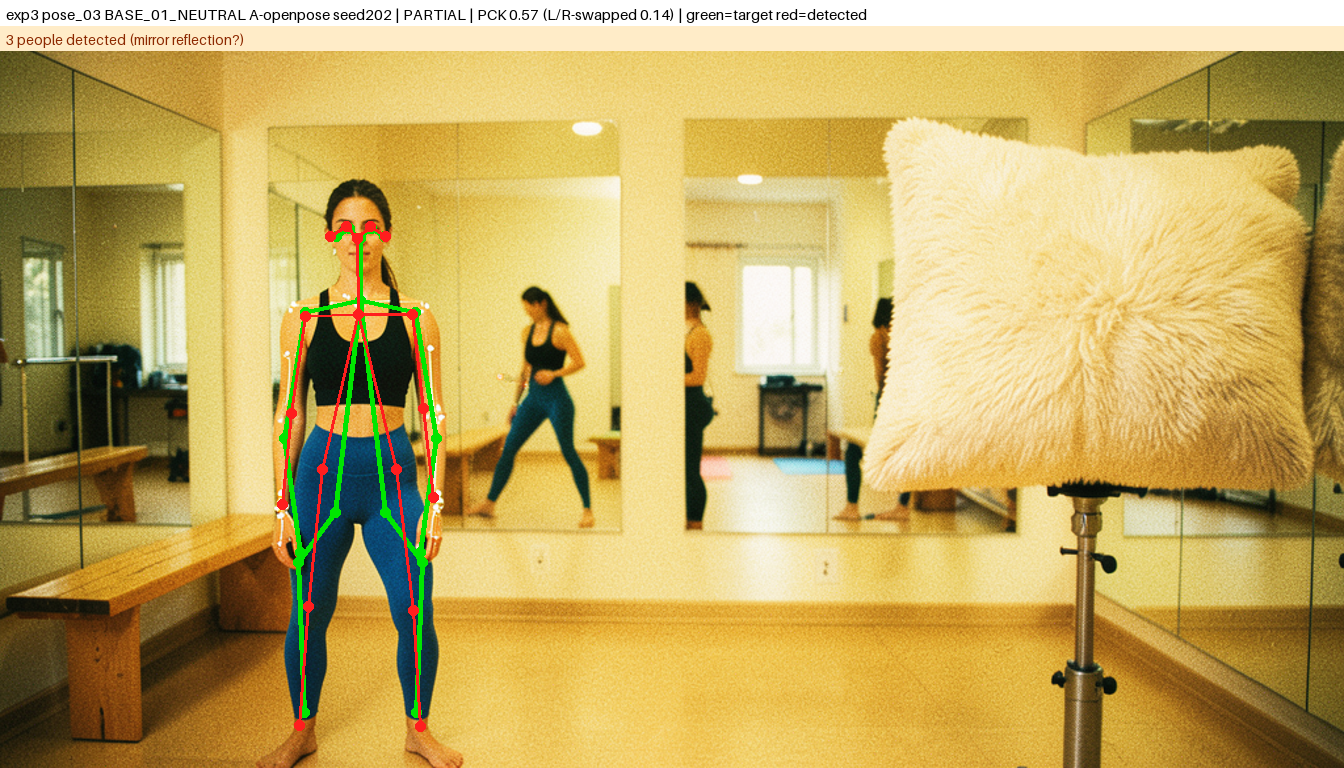 exp3 pose_03 BASE_01_NEUTRAL A-openpose seed202 | PARTIAL | PCK 0.57 (L/R-swapped 0.14) | green=target red=detected
3 people detected (mirror reflection?)